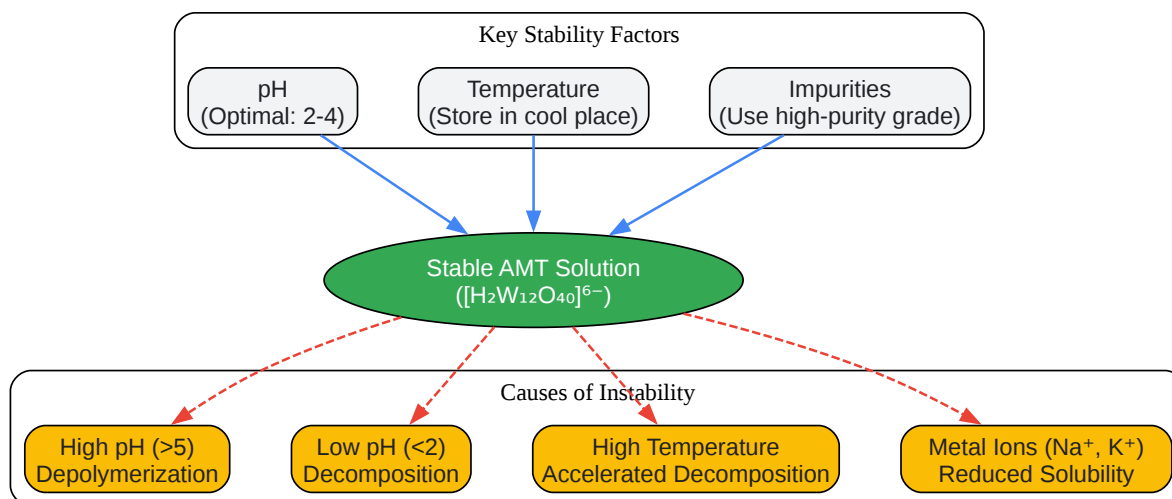 Key Stability Factors
pH
(Optimal: 2-4)
Temperature
(Store in cool place)
Impurities
(Use high-purity grade)
Stable AMT Solution
([H₂W₁₂O₄₀]⁶⁻)
Causes of Instability
High pH (>5)
Depolymerization
Low pH (<2)
Decomposition
High Temperature
Accelerated Decomposition
Metal Ions (Na⁺, K⁺)
Reduced Solubility